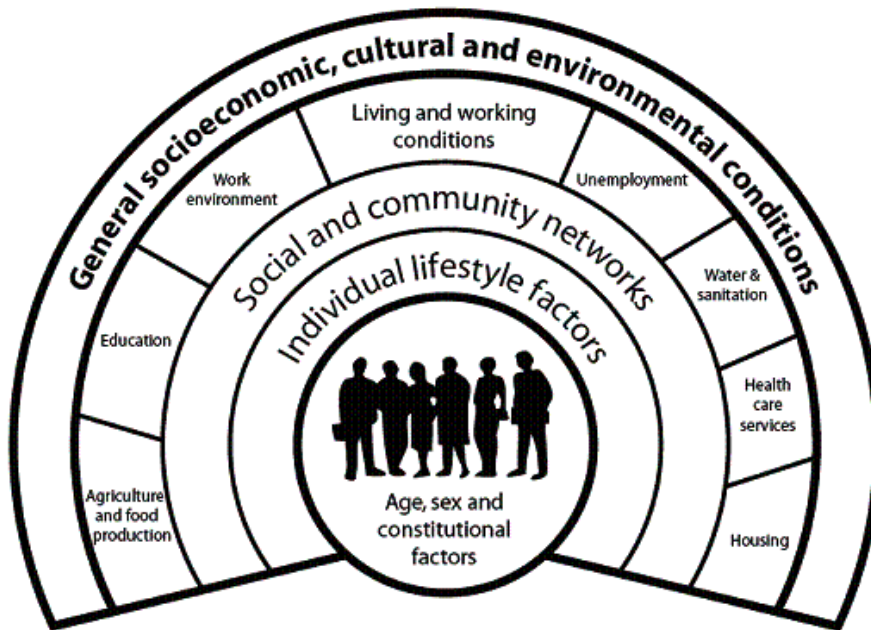 General socioeconomic, cultural and environmental conditions
Living and working
conditions
Work
environment
Unemployment
Education
Water &
sanitation
Agriculture
and food
production
Health
care
services
Housing
Social and community networks
Individual lifestyle factors
Age, sex and
constitutional
factors